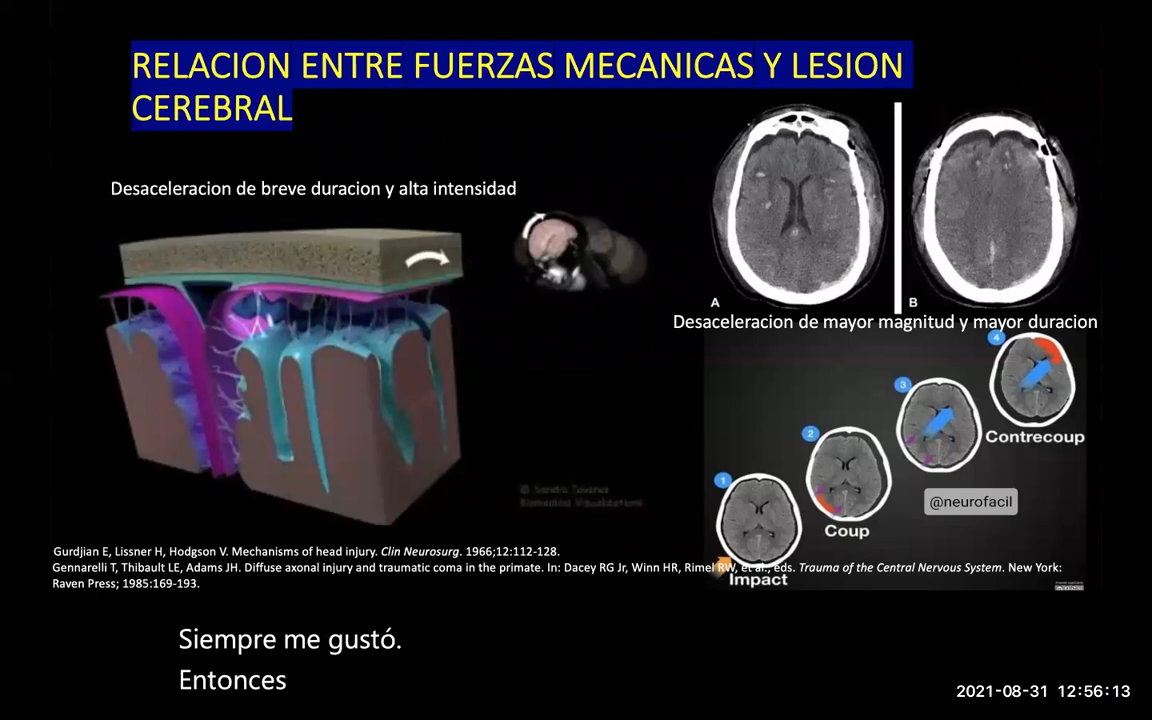 RELACION ENTRE FUERZAS MECANICAS Y LESION
CEREBRAL
Desaceleracion de breve duracion y alta intensidad
A
B
Desaceleracion de mayor magnitud y mayor duracion
4
Contrecoup
3
2
@neurofacil
Coup
1
Impact
© Sandra Tavares
Biomedical Visualizations
Gurdjian E, Lissner H, Hodgson V. Mechanisms of head injury. Clin Neurosurg. 1966;12:112-128.
Gennarelli T, Thibault LE, Adams JH. Diffuse axonal injury and traumatic coma in the primate. In: Dacey RG Jr, Winn HR, Rimel RW, et al., eds. Trauma of the Central Nervous System. New York:
Raven Press; 1985:169-193.
Siempre me gustó.
Entonces
2021-08-31 12:56:13